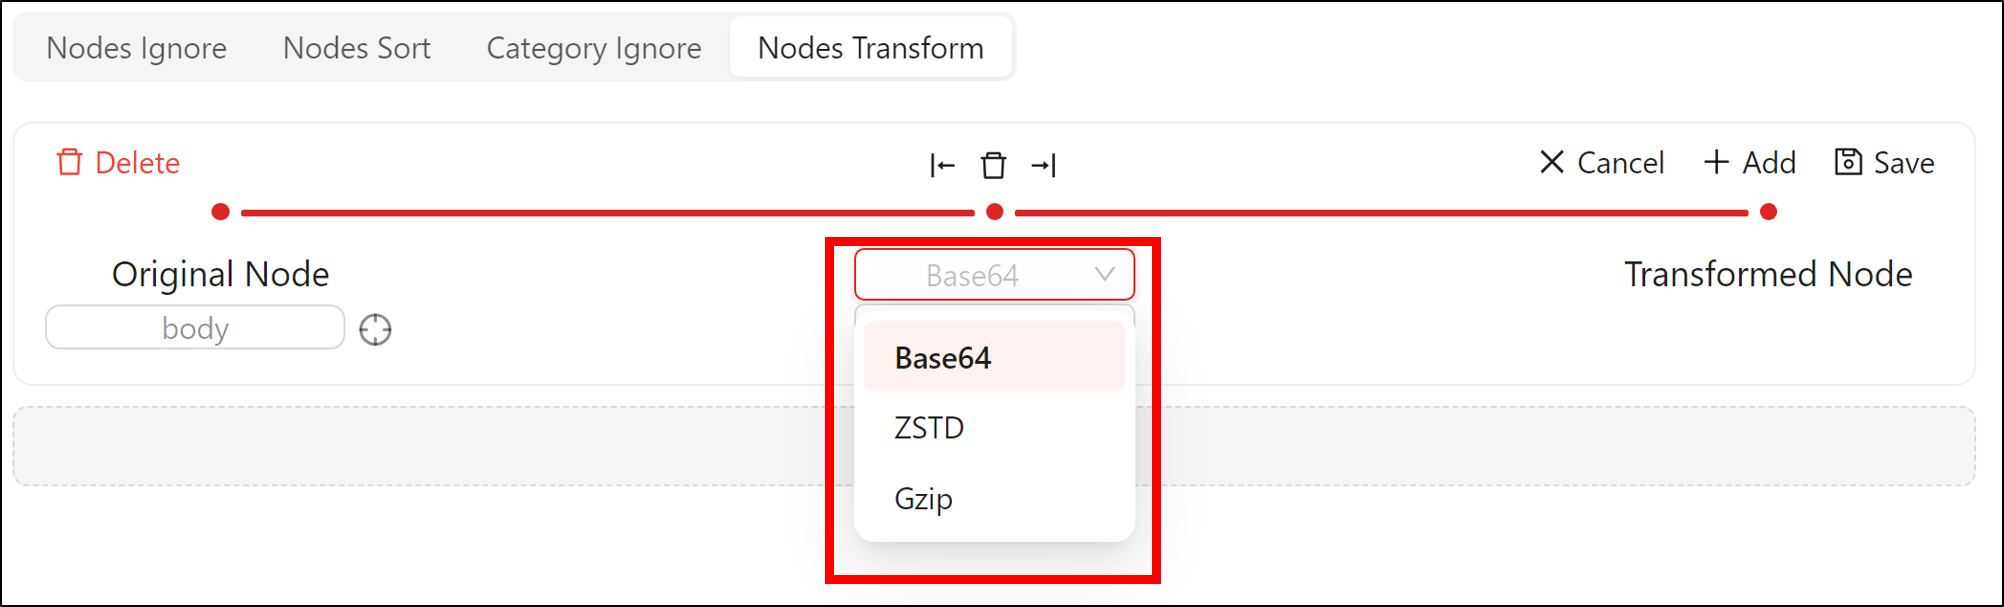 Nodes Ignore Nodes Sort Category Ignore Nodes Transform
Delete Cancel Add Save
Original Node Base64 Transformed Node
body
Base64
ZSTD
Gzip